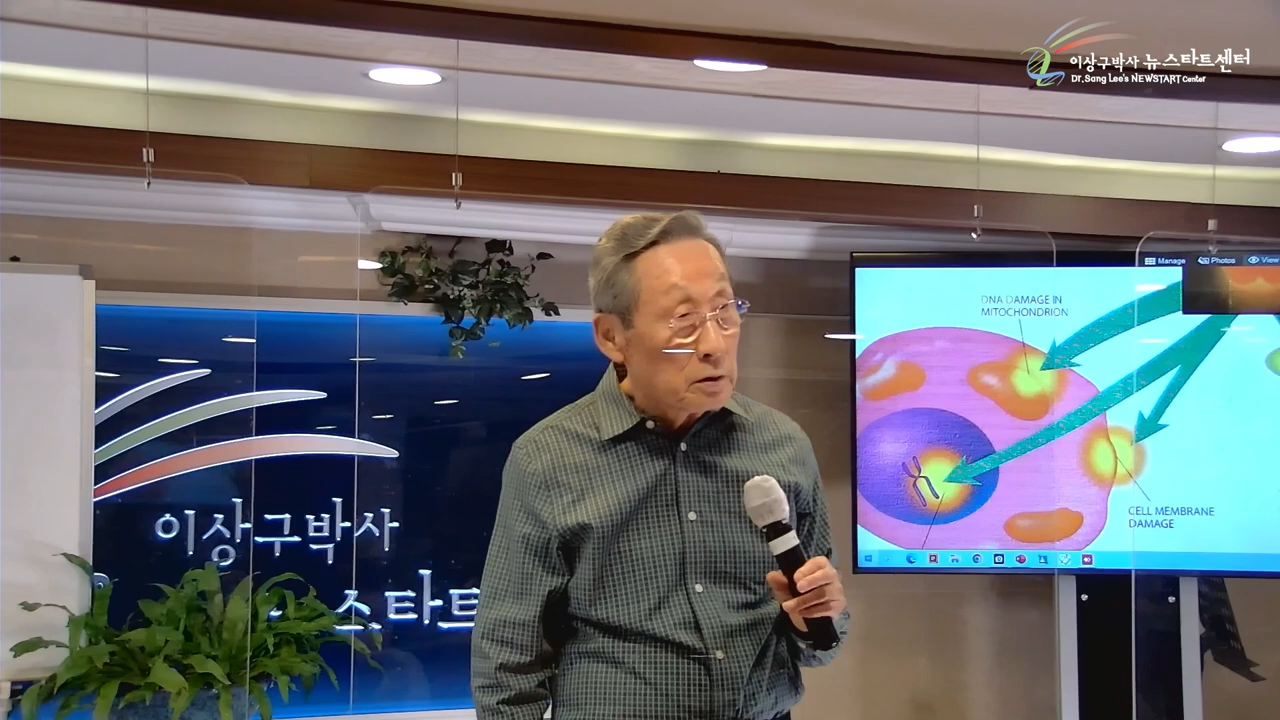 이상구박사 뉴스타트센터
Dr. Sang Lee's NEWSTART Center
Manage
Photos
View
DNA DAMAGE IN
MITOCHONDRION
CELL MEMBRANE
DAMAGE
이상구박사
스타트